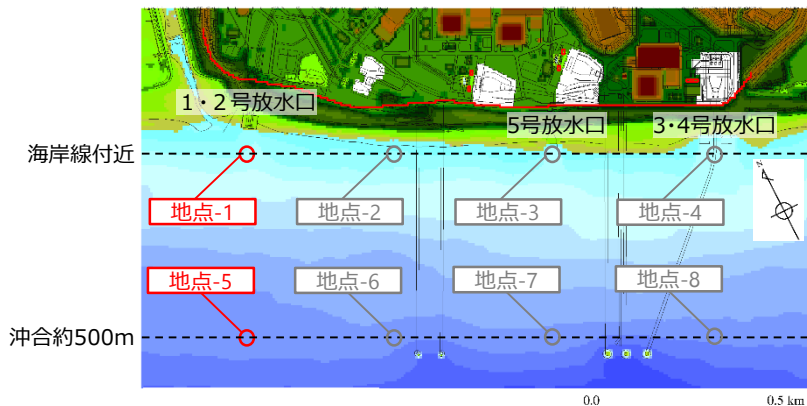 1・2号放水口
5号放水口
3・4号放水口
海岸線付近
地点-1
地点-2
地点-3
地点-4
地点-5
地点-6
地点-7
地点-8
沖合約500m
0.0
0.5 km